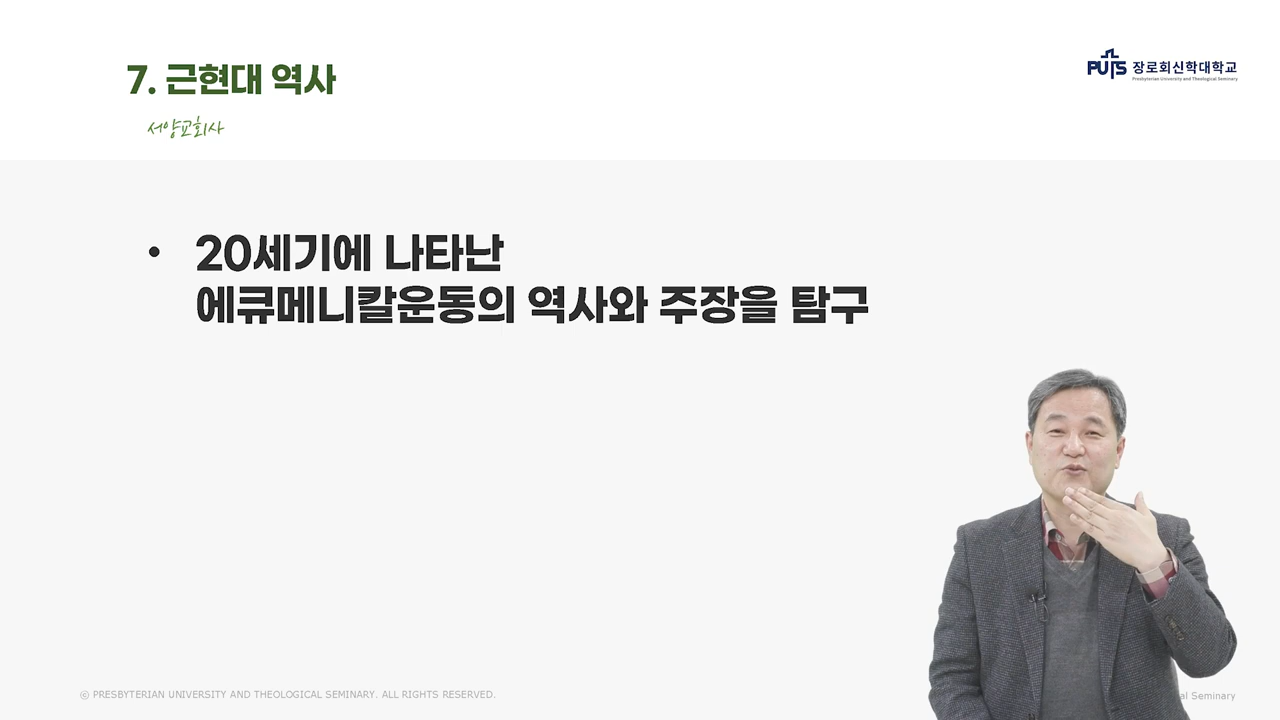 7. 근현대 역사
서양교회사
PUTS 장로회신학대학교
Presbyterian University and Theological Seminary
• 20세기에 나타난
에큐메니칼운동의 역사와 주장을 탐구
ⓒ PRESBYTERIAN UNIVERSITY AND THEOLOGICAL SEMINARY. ALL RIGHTS RESERVED.
Seminary